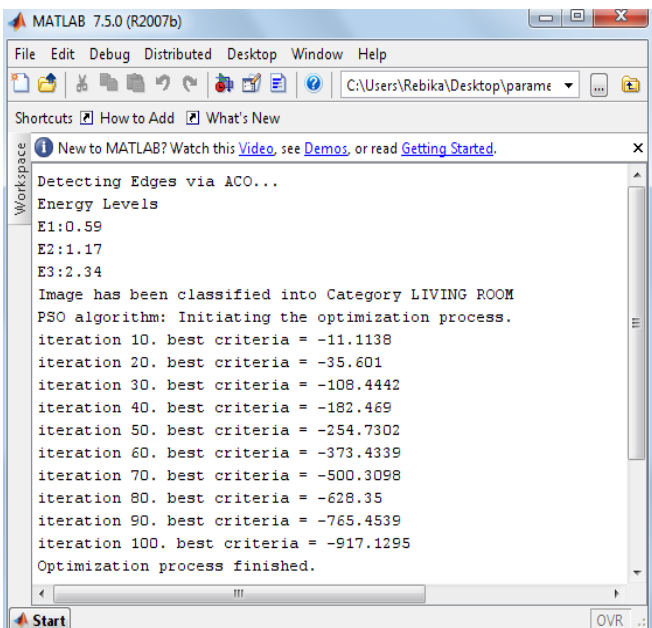 MATLAB 7.5.0 (R2007b)
File Edit Debug Distributed Desktop Window Help
C:\Users\Rebika\Desktop\parame
Shortcuts How to Add What's New
New to MATLAB? Watch this Video, see Demos, or read Getting Started.
Workspace
Detecting Edges via ACO...
Energy Levels
E1:0.59
E2:1.17
E3:2.34
Image has been classified into Category LIVING ROOM
PSO algorithm: Initiating the optimization process.
iteration 10. best criteria = -11.1138
iteration 20. best criteria = -35.601
iteration 30. best criteria = -108.4442
iteration 40. best criteria = -182.469
iteration 50. best criteria = -254.7302
iteration 60. best criteria = -373.4339
iteration 70. best criteria = -500.3098
iteration 80. best criteria = -628.35
iteration 90. best criteria = -765.4539
iteration 100. best criteria = -917.1295
Optimization process finished.
Start OVR